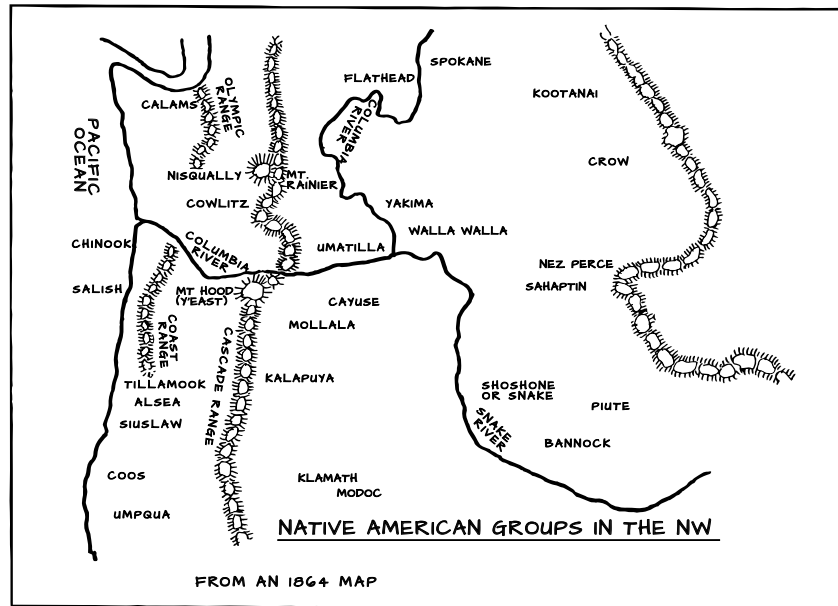 SPOKANE
FLATHEAD
KOOTANAI
CALAMS
OLYMPIC
RANGE
COLUMBIA
RIVER
PACIFIC
OCEAN
CROW
NISQUALLY
MT.
RAINIER
COWLITZ
YAKIMA
WALLA WALLA
CHINOOK
COLUMBIA
RIVER
UMATILLA
NEZ PERCE
SAHAPTIN
SALISH
MT HOOD
(Y'EAST)
CAYUSE
COAST
RANGE
MOLLALA
CASCADE RANGE
KALAPUYA
TILLAMOOK
ALSEA
SIUSLAW
SHOSHONE
OR SNAKE
PIUTE
SNAKE
RIVER
BANNOCK
COOS
KLAMATH
MODOC
UMPQUA
NATIVE AMERICAN GROUPS IN THE NW
FROM AN 1864 MAP